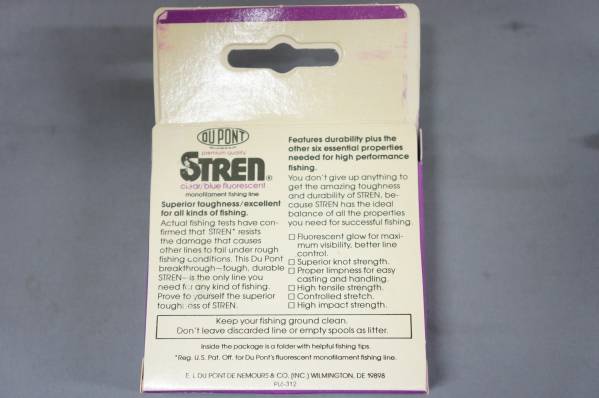 DU PONT
premium quality
STREN®
clear/blue fluorescent
monofilament fishing line
Superior toughness/excellent
for all kinds of fishing.
Actual fishing tests have con-
firmed that STREN* resists
the damage that causes
other lines to fail under rough
fishing conditions. This Du Pont
breakthrough—tough, durable
STREN—is the only line you
need for any kind of fishing.
Prove to yourself the superior
toughness of STREN.
Features durability plus the
other six essential properties
needed for high performance
fishing.
You don't give up anything to
get the amazing toughness
and durability of STREN, be-
cause STREN has the ideal
balance of all the properties
you need for successful fishing.
☐ Fluorescent glow for maxi-
mum visibility, better line
control.
☐ Superior knot strength.
☐ Proper limpness for easy
casting and handling.
☐ High tensile strength.
☐ Controlled stretch.
☐ High impact strength.
Keep your fishing ground clean.
Don't leave discarded line or empty spools as litter.
Inside the package is a folder with helpful fishing tips.
*Reg. U.S. Pat. Off. for Du Pont's fluorescent monofilament fishing line.
E. I. DU PONT DE NEMOURS & CO. (INC.) WILMINGTON, DE 19898